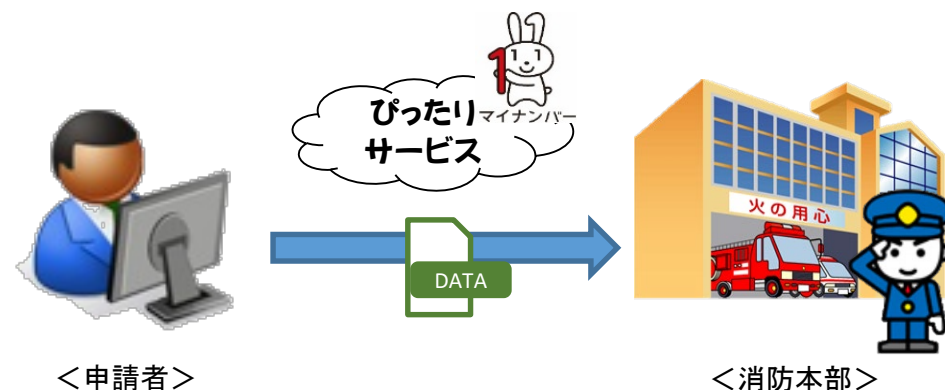 ぴったり
サービス
マイナンバー
火の用心
DATA
＜申請者＞
＜消防本部＞